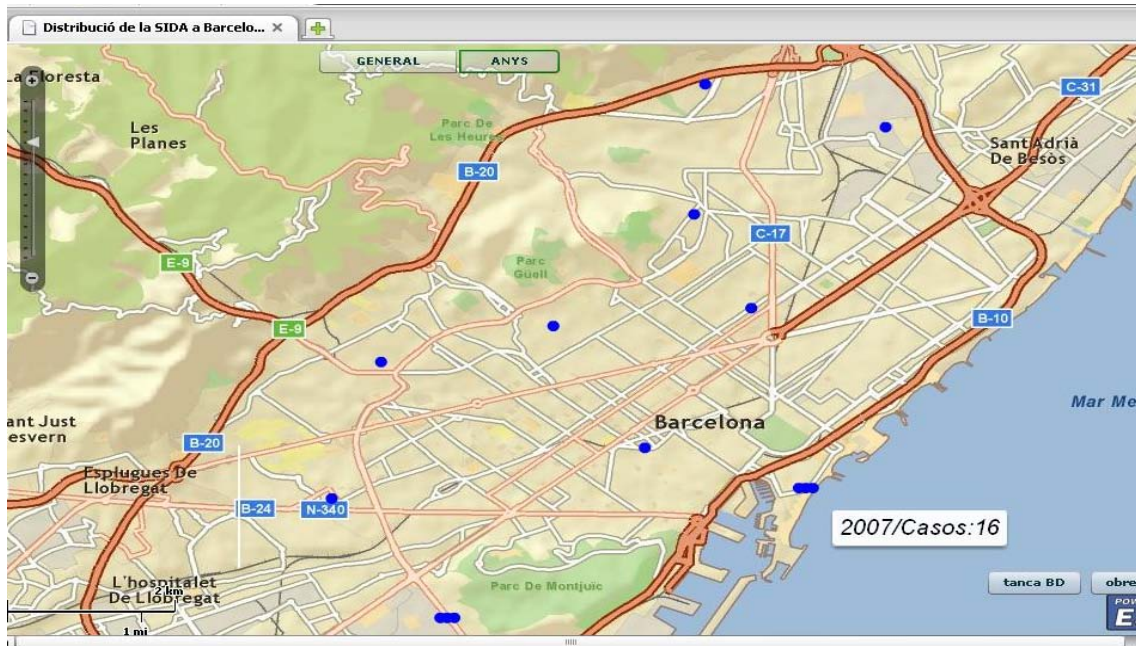 Distribució de la SIDA a Barcelo... ×
GENERAL
ANYS
La Floresta
Les
Planes
Parc De
Les Heures
B-20
C-31
Sant Adrià
De Besòs
C-17
E-9
Parc
Güell
E-9
B-10
Mar Me
ant Just
esvern
Barcelona
B-20
Esplugues De
Llobregat
B-24
N-340
2007/Casos:16
L'hospitalet
De Llobregat
2 km
1 mi
Parc De Montjuïc
tanca BD
obre
POW
E